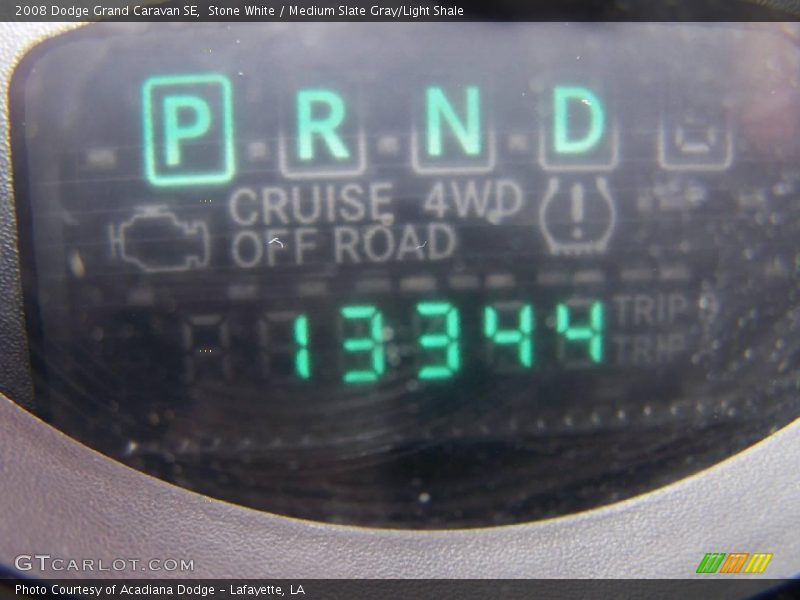 2008 Dodge Grand Caravan SE,  Stone White / Medium Slate Gray/Light Shale
P R N D
CRUISE 4WD
OFF ROAD
13344 TRIP
TRIP
GTCARLOT.COM
Photo Courtesy of Acadiana Dodge - Lafayette, LA